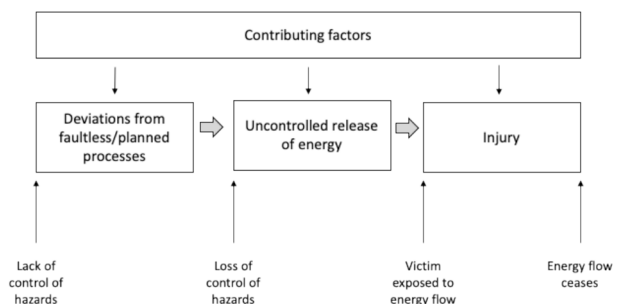 Contributing factors
Deviations from
faultless/planned
processes
Uncontrolled release
of energy
Injury
Lack of
control of
hazards
Loss of
control of
hazards
Victim
exposed to
energy flow
Energy flow
ceases